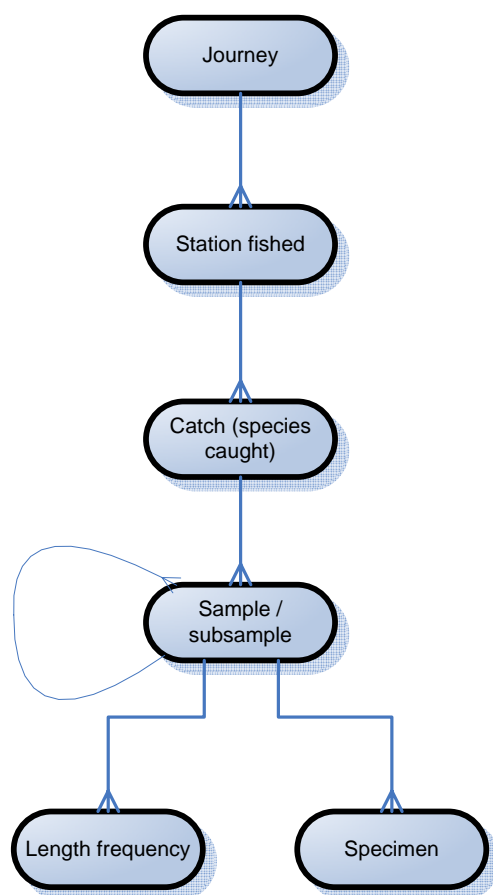 Journey
Station fished
Catch (species
caught)
Sample /
subsample
Length frequency
Specimen